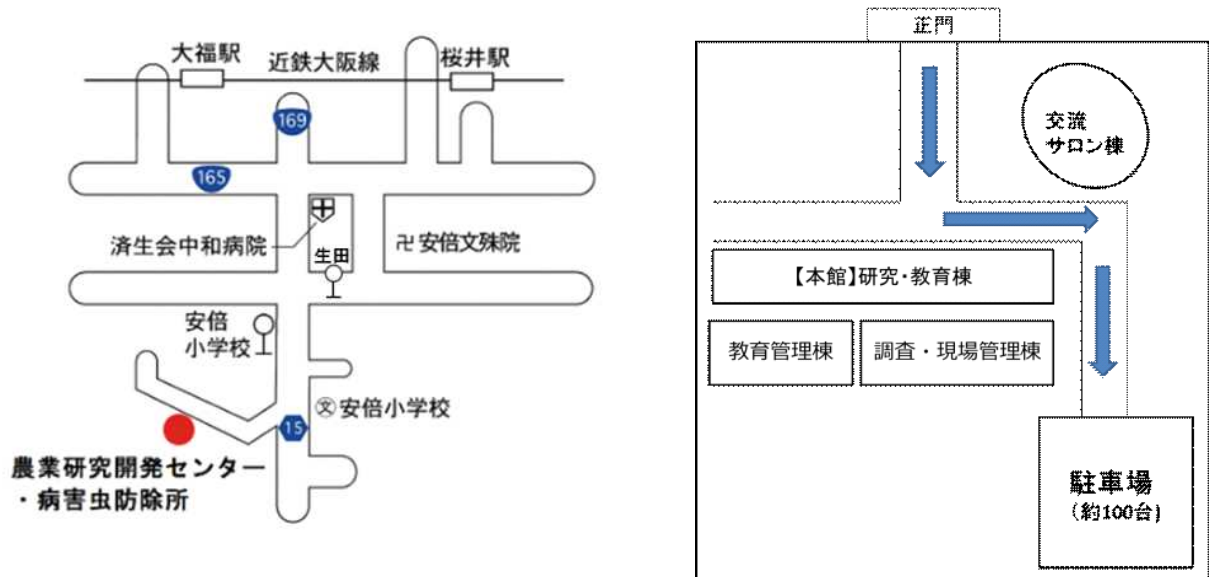 大福駅
近鉄大阪線
桜井駅
169
165
済生会中和病院
生田
卍安倍文殊院
安倍
小学校
文安倍小学校
15
農業研究開発センター
・病害虫防除所
正門
交流
サロン棟
【本館】研究・教育棟
教育管理棟
調査・現場管理棟
駐車場
(約100台)